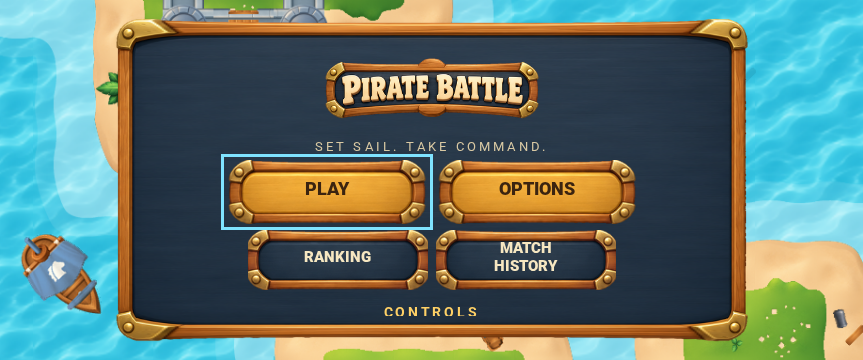 PIRATE BATTLE
SET SAIL. TAKE COMMAND.
PLAY
OPTIONS
RANKING
MATCH
HISTORY
CONTROLS